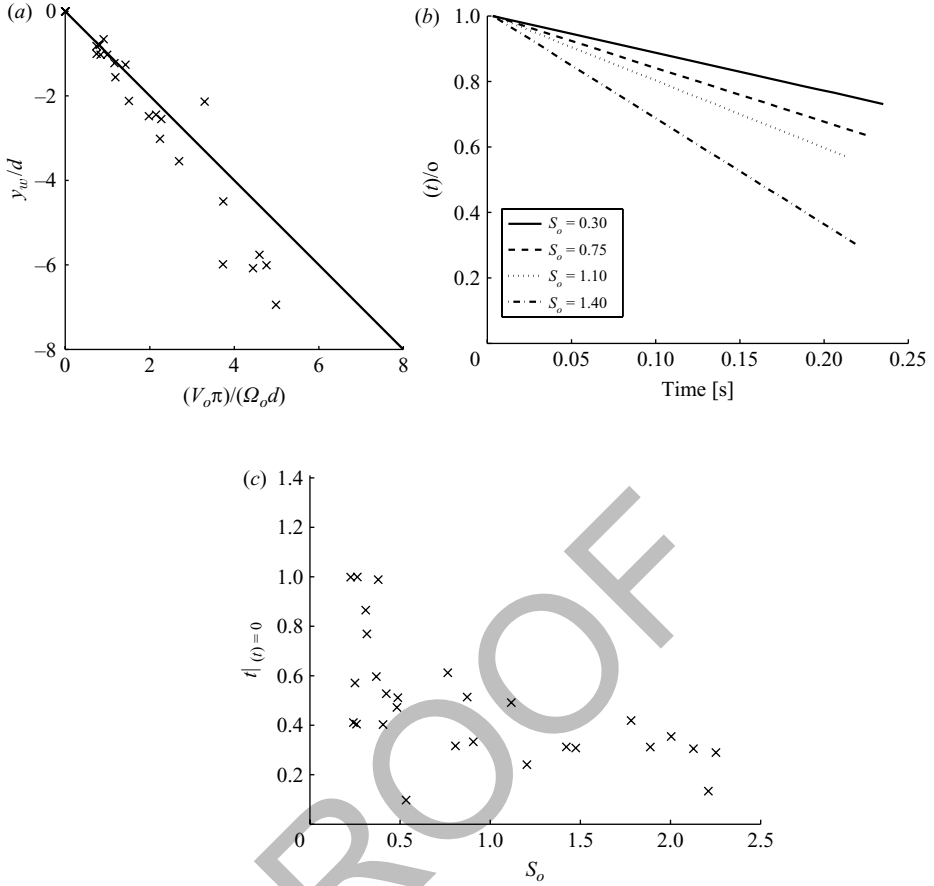 (a)
0
−2
−4
−6
−8
y_w/d
0 2 4 6 8
(V_oπ)/(Ω_od)
(b)
1.0
0.8
0.6
0.4
0.2
(t)/o
S_o = 0.30
S_o = 0.75
S_o = 1.10
S_o = 1.40
0 0.05 0.10 0.15 0.20 0.25
Time [s]
(c)
1.4
1.2
1.0
0.8
0.6
0.4
0.2
t| (t) = 0
0 0.5 1.0 1.5 2.0 2.5
S_o
ROOF